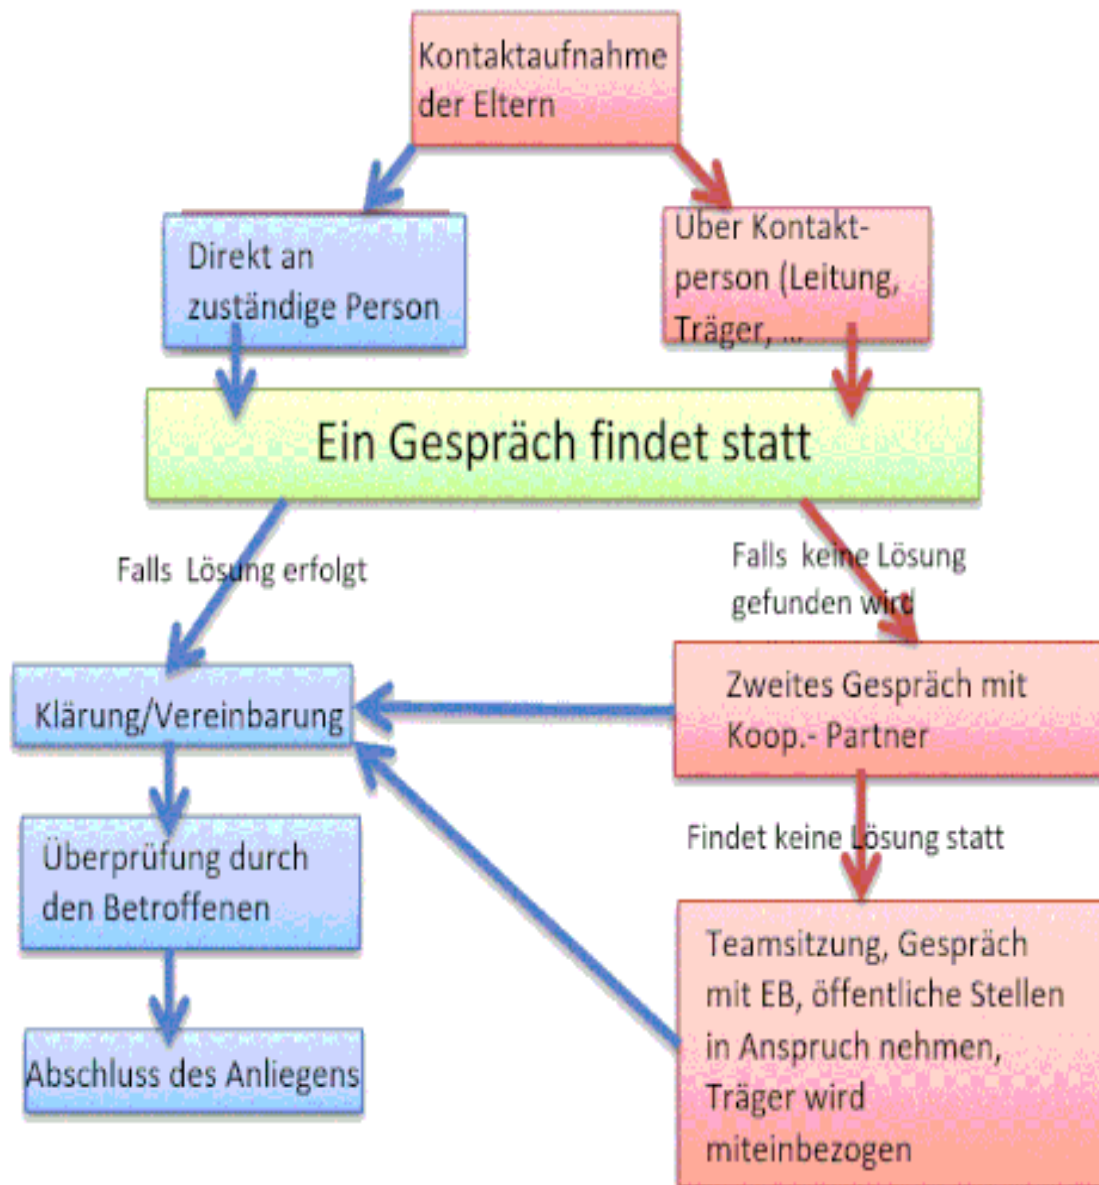 Kontaktaufnahme
der Eltern
Direkt an
zuständige Person
Über Kontakt-
person (Leitung,
Träger, ...
Ein Gespräch findet statt
Falls Lösung erfolgt
Falls keine Lösung
gefunden wird
Klärung/Vereinbarung
Zweites Gespräch mit
Koop.- Partner
Überprüfung durch
den Betroffenen
Findet keine Lösung statt
Abschluss des Anliegens
Teamsitzung, Gespräch
mit EB, öffentliche Stellen
in Anspruch nehmen,
Träger wird
miteinbezogen